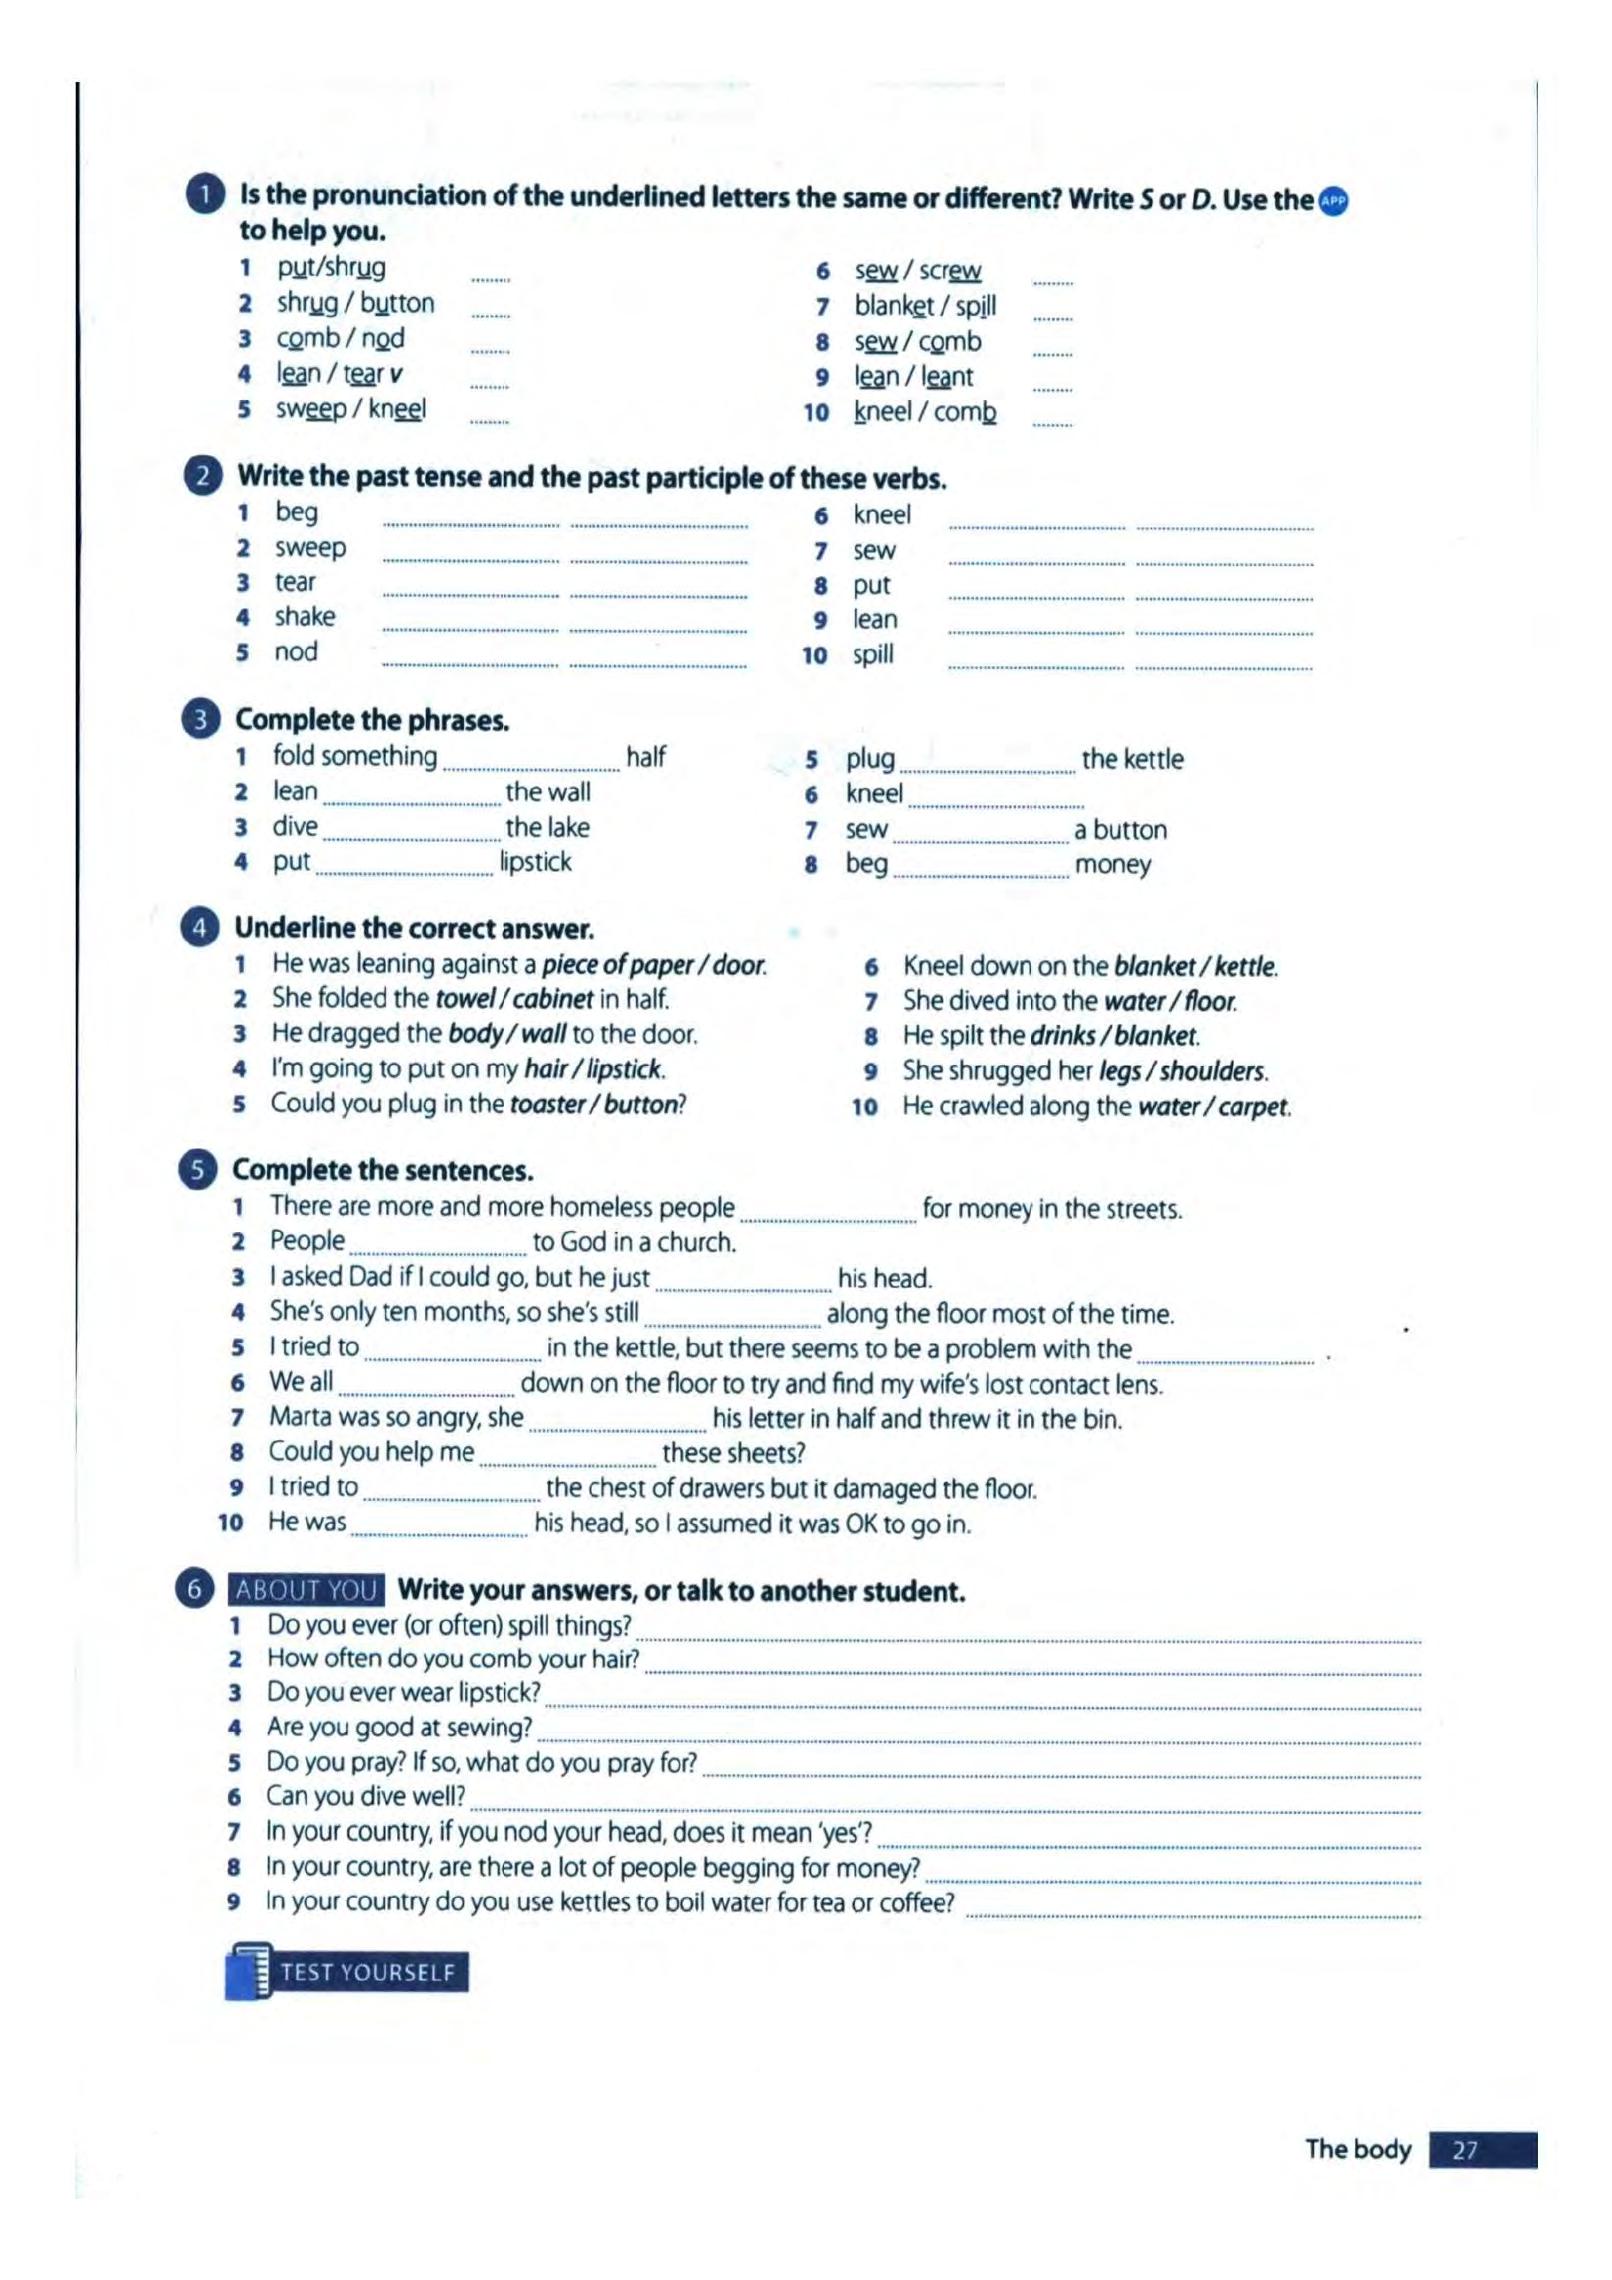 1 Is the pronunciation of the underlined letters the same or different? Write S or D. Use the APP
to help you.
1 put/shrug ........
2 shrug / button ........
3 comb / nod ........
4 lean / tear v ........
5 sweep / kneel ........
6 sew / screw ........
7 blanket / spill ........
8 sew / comb ........
9 lean / leant ........
10 kneel / comb ........
2 Write the past tense and the past participle of these verbs.
1 beg
2 sweep
3 tear
4 shake
5 nod
6 kneel
7 sew
8 put
9 lean
10 spill
3 Complete the phrases.
1 fold something ........ half
2 lean ........ the wall
3 dive ........ the lake
4 put ........ lipstick
5 plug ........ the kettle
6 kneel ........
7 sew ........ a button
8 beg ........ money
4 Underline the correct answer.
1 He was leaning against a piece of paper / door.
2 She folded the towel / cabinet in half.
3 He dragged the body / wall to the door.
4 I'm going to put on my hair / lipstick.
5 Could you plug in the toaster / button?
6 Kneel down on the blanket / kettle.
7 She dived into the water / floor.
8 He spilt the drinks / blanket.
9 She shrugged her legs / shoulders.
10 He crawled along the water / carpet.
5 Complete the sentences.
1 There are more and more homeless people ........ for money in the streets.
2 People ........ to God in a church.
3 I asked Dad if I could go, but he just ........ his head.
4 She's only ten months, so she's still ........ along the floor most of the time.
5 I tried to ........ in the kettle, but there seems to be a problem with the ........ .
6 We all ........ down on the floor to try and find my wife's lost contact lens.
7 Marta was so angry, she ........ his letter in half and threw it in the bin.
8 Could you help me ........ these sheets?
9 I tried to ........ the chest of drawers but it damaged the floor.
10 He was ........ his head, so I assumed it was OK to go in.
6 ABOUT YOU Write your answers, or talk to another student.
1 Do you ever (or often) spill things?
2 How often do you comb your hair?
3 Do you ever wear lipstick?
4 Are you good at sewing?
5 Do you pray? If so, what do you pray for?
6 Can you dive well?
7 In your country, if you nod your head, does it mean 'yes'?
8 In your country, are there a lot of people begging for money?
9 In your country do you use kettles to boil water for tea or coffee?
TEST YOURSELF
The body 27